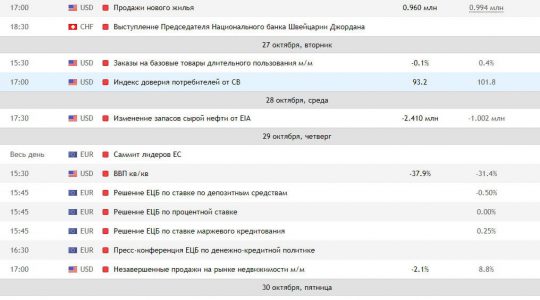 17:00 USD Продажи нового жилья 0.960 млн 0.994 млн
18:30 CHF Выступление Председателя Национального банка Швейцарии Джордана
27 октября, вторник
15:30 USD Заказы на базовые товары длительного пользования м/м -0.1% 0.4%
17:00 USD Индекс доверия потребителей от CB 93.2 101.8
28 октября, среда
17:30 USD Изменение запасов сырой нефти от EIA -2.410 млн -1.002 млн
29 октября, четверг
Весь день EUR Саммит лидеров ЕС
15:30 USD ВВП кв/кв -37.9% -31.4%
15:45 EUR Решение ЕЦБ по ставке по депозитным средствам -0.50%
15:45 EUR Решение ЕЦБ по процентной ставке 0.00%
15:45 EUR Решение ЕЦБ по ставке маржевого кредитования 0.25%
16:30 EUR Пресс-конференция ЕЦБ по денежно-кредитной политике
17:00 USD Незавершенные продажи на рынке недвижимости м/м -2.1% 8.8%
30 октября, пятница